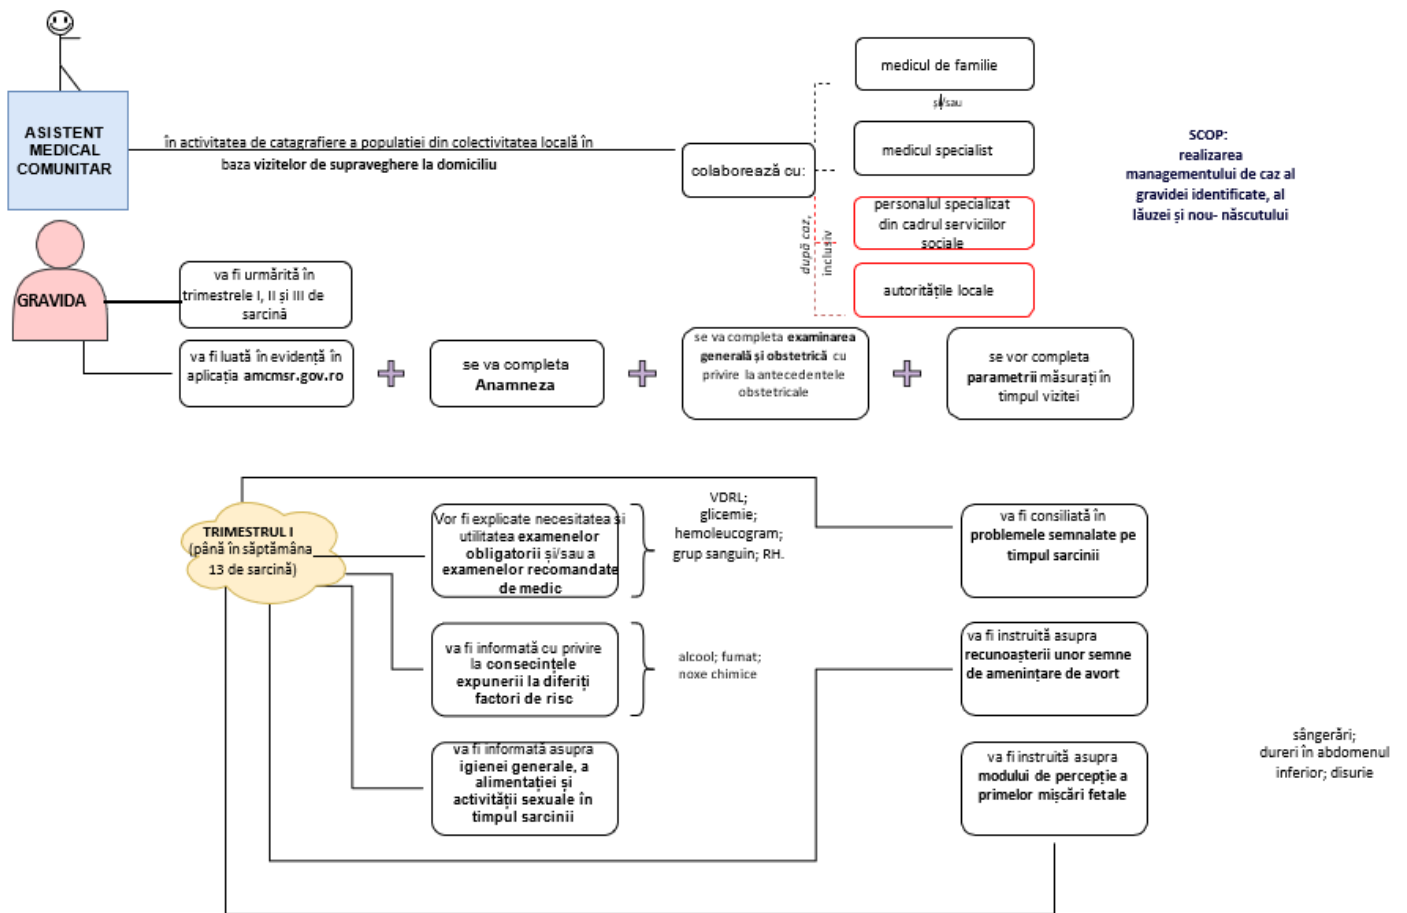 ASISTENT
MEDICAL
COMUNITAR
în activitatea de catagrafiere a populatiei din colectivitatea locală în
baza vizitelor de supraveghere la domiciliu
colaborează cu:
medicul de familie
și/sau
medicul specialist
după caz,
inclusiv
personalul specializat
din cadrul serviciilor
sociale
autoritățile locale
SCOP:
realizarea
managementului de caz al
gravidei identificate, al
lăuzei și nou- născutului
GRAVIDA
va fi urmărită în
trimestrele I, II și III de
sarcină
va fi luată în evidență în
aplicația amcmsr.gov.ro
se va completa
Anamneza
se va completa examinarea
generală și obstetrică cu
privire la antecedentele
obstetricale
se vor completa
parametrii măsurați în
timpul vizitei
TRIMESTRUL I
(până în săptămâna
13 de sarcină)
Vor fi explicate necesitatea si
utilitatea examenelor
obligatorii și/sau a
examenelor recomandate
de medic
VDRL;
glicemie;
hemoleucogram;
grup sanguin; RH.
va fi consiliată în
problemele semnalate pe
timpul sarcinii
va fi informată cu privire
la consecințele
expunerii la diferiți
factori de risc
alcool; fumat;
noxe chimice
va fi instruită asupra
recunoașterii unor semne
de amenințare de avort
va fi informată asupra
igienei generale, a
alimentației și
activității sexuale în
timpul sarcinii
va fi instruită asupra
modului de percepție a
primelor mișcări fetale
sângerări;
dureri în abdomenul
inferior; disurie